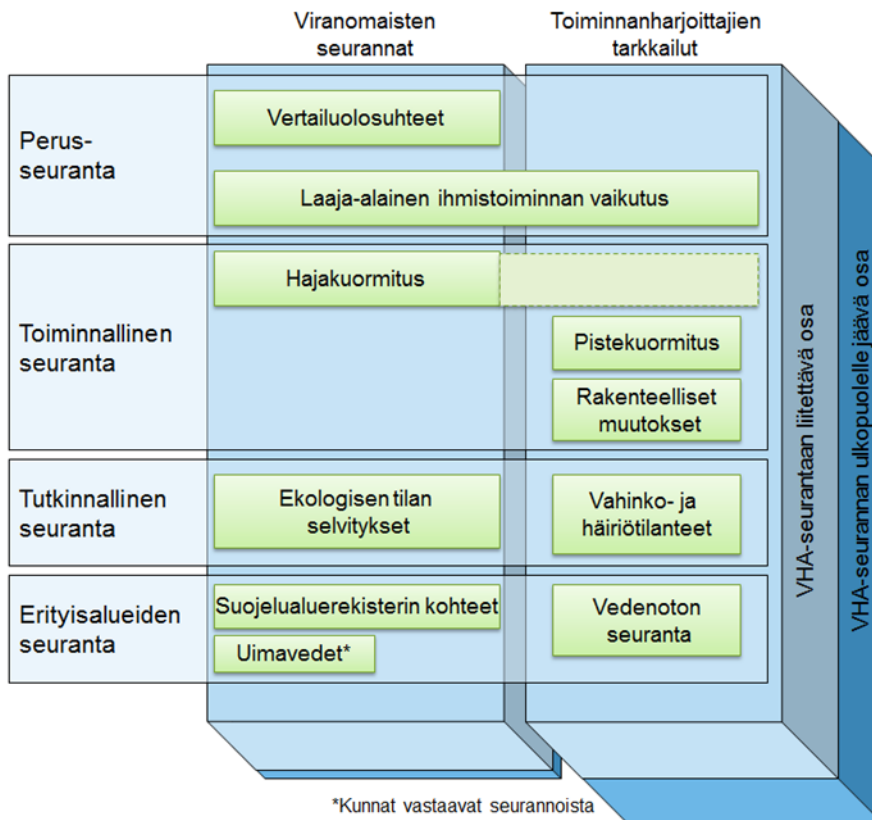 Viranomaisten
seurannat
Toiminnanharjoittajien
tarkkailut
Perus-
seuranta
Vertailuolosuhteet
Laaja-alainen ihmistoiminnan vaikutus
Toiminnallinen
seuranta
Hajakuormitus
Pistekuormitus
Rakenteelliset
muutokset
Tutkinnallinen
seuranta
Ekologisen tilan
selvitykset
Vahinko- ja
häiriötilanteet
Erityisalueiden
seuranta
Suojelualuerekisterin kohteet
Uimavedet*
Vedenoton
seuranta
VHA-seurantaan liitettävä osa
VHA-seurannan ulkopuolelle jäävä osa
*Kunnat vastaavat seurannoista